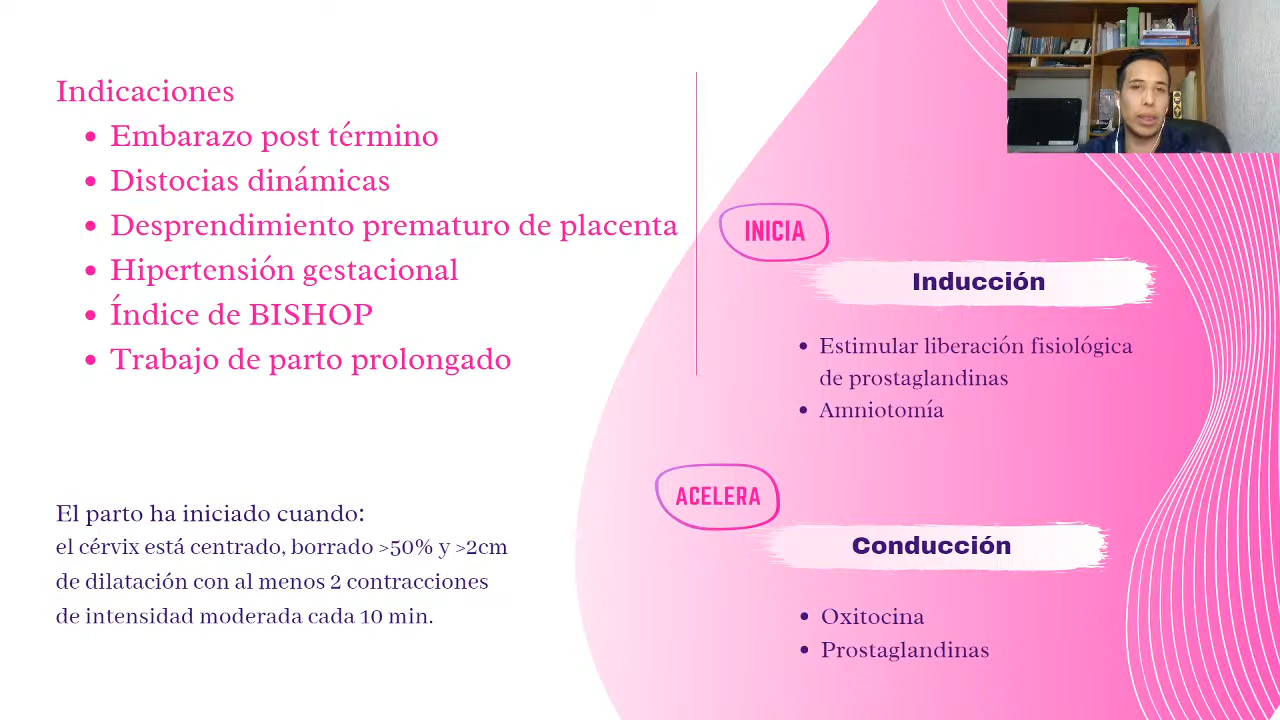 Indicaciones
Embarazo post término
Distocias dinámicas
Desprendimiento prematuro de placenta
Hipertensión gestacional
Índice de BISHOP
Trabajo de parto prolongado
El parto ha iniciado cuando:
el cérvix está centrado, borrado >50% y >2cm
de dilatación con al menos 2 contracciones
de intensidad moderada cada 10 min.
INICIA
Inducción
Estimular liberación fisiológica
de prostaglandinas
Amniotomía
ACELERA
Conducción
Oxitocina
Prostaglandinas